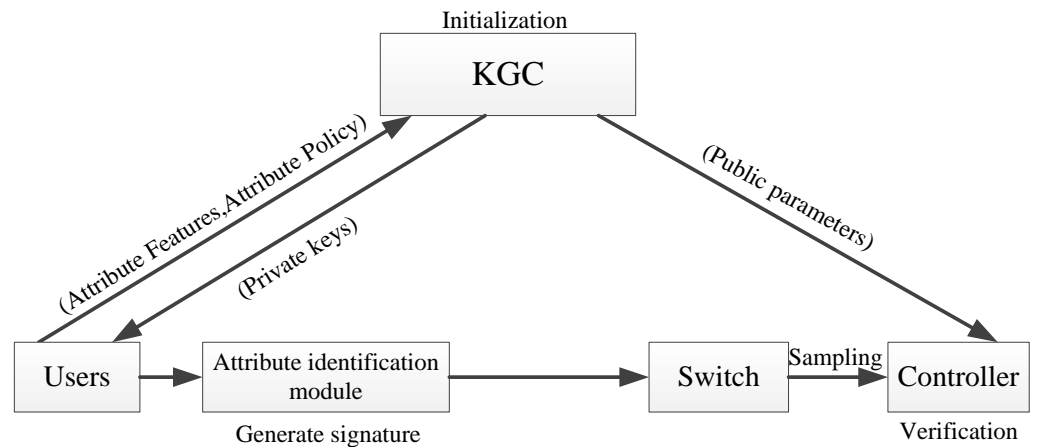 Initialization
KGC
(Attribute Features,Attribute Policy)
(Private keys)
(Public parameters)
Users
Attribute identification
module
Generate signature
Switch
Sampling
Controller
Verification